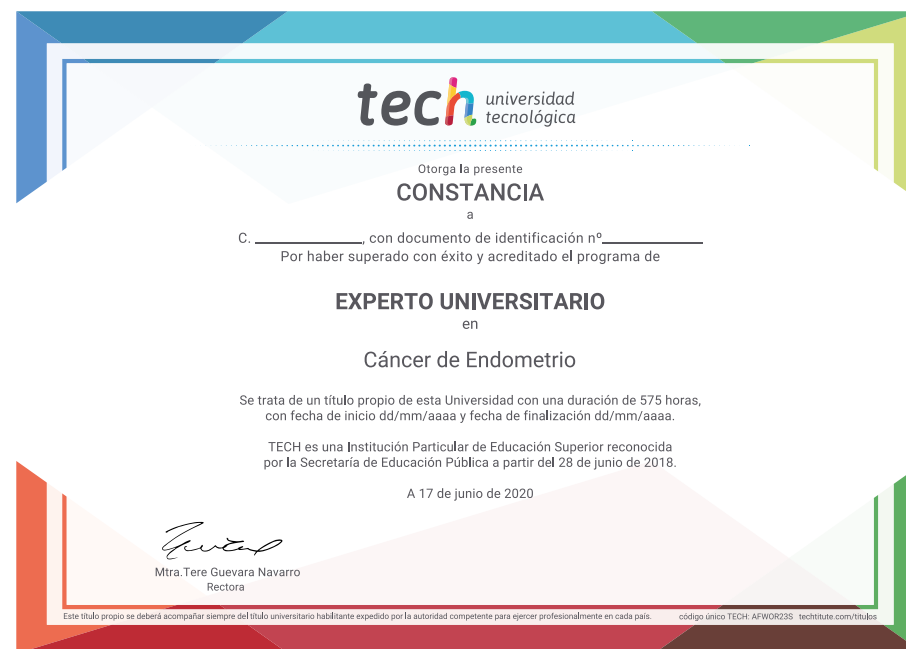 tech universidad
tecnológica
Otorga la presente
CONSTANCIA
a
C. ______________, con documento de identificación nº_____________
Por haber superado con éxito y acreditado el programa de
EXPERTO UNIVERSITARIO
en
Cáncer de Endometrio
Se trata de un título propio de esta Universidad con una duración de 575 horas,
con fecha de inicio dd/mm/aaaa y fecha de finalización dd/mm/aaaa.
TECH es una Institución Particular de Educación Superior reconocida
por la Secretaría de Educación Pública a partir del 28 de junio de 2018.
A 17 de junio de 2020
Mtra.Tere Guevara Navarro
Rectora
Este título propio se deberá acompañar siempre del título universitario habilitante expedido por la autoridad competente para ejercer profesionalmente en cada país. código único TECH: AFWOR23S techtitute.com/titulos